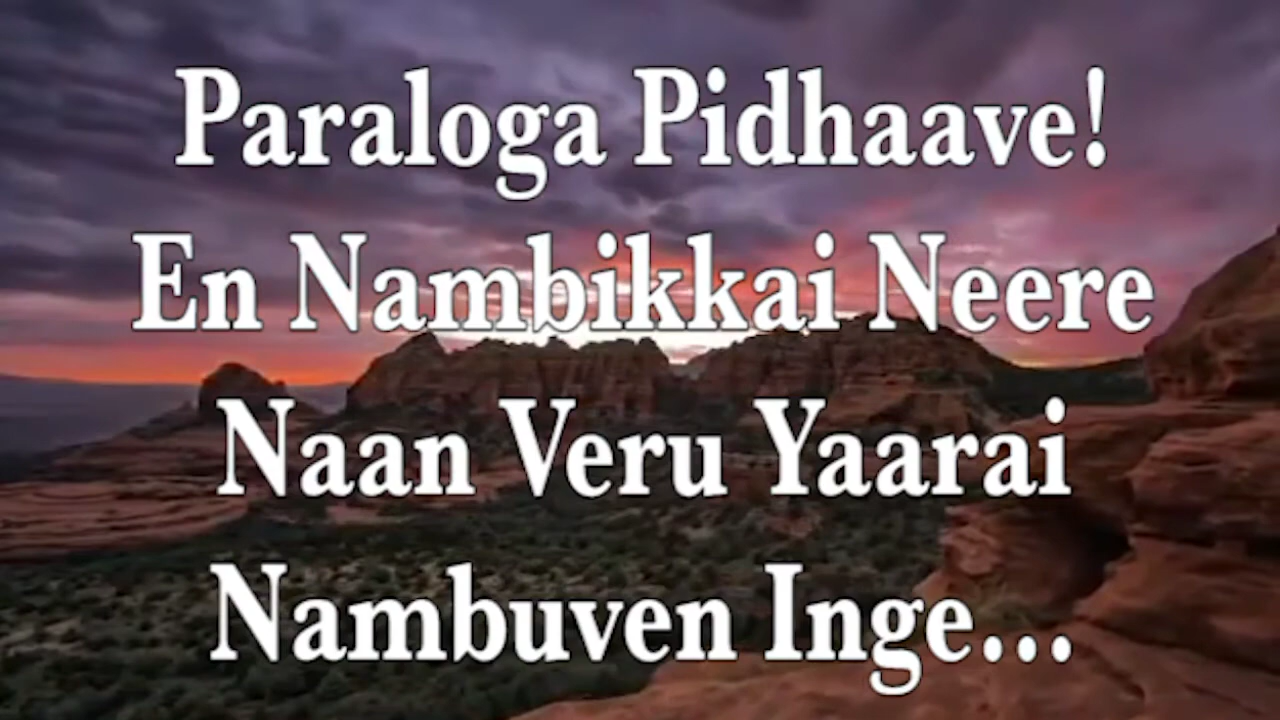 Paraloga Pidhaave!
En Nambikkai Neere
Naan Veru Yaarai
Nambuven Inge...